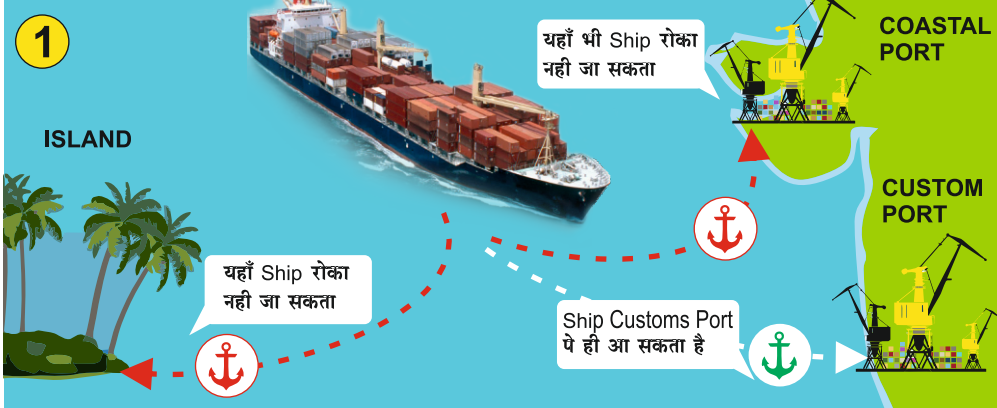 1
यहाँ भी Ship रोका
नही जा सकता
COASTAL
PORT
ISLAND
CUSTOM
PORT
यहाँ Ship रोका
नही जा सकता
Ship Customs Port
पे ही आ सकता है